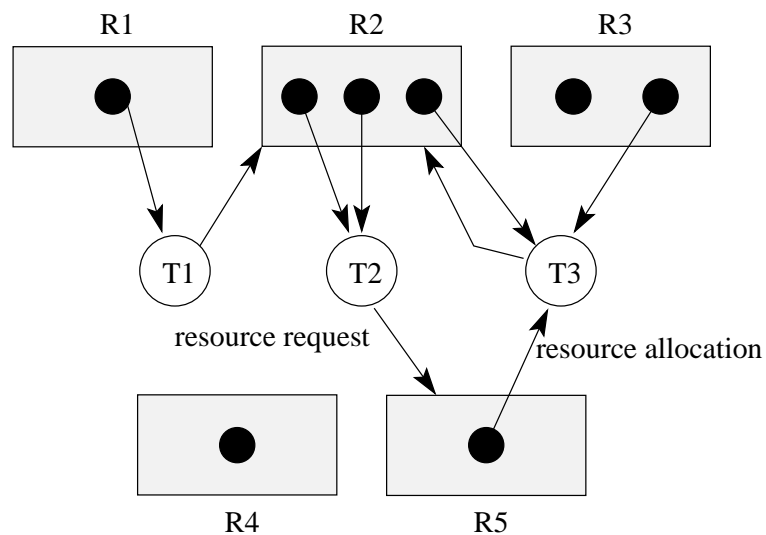 R1
R2
R3
T1
T2
T3
resource request
resource allocation
R4
R5